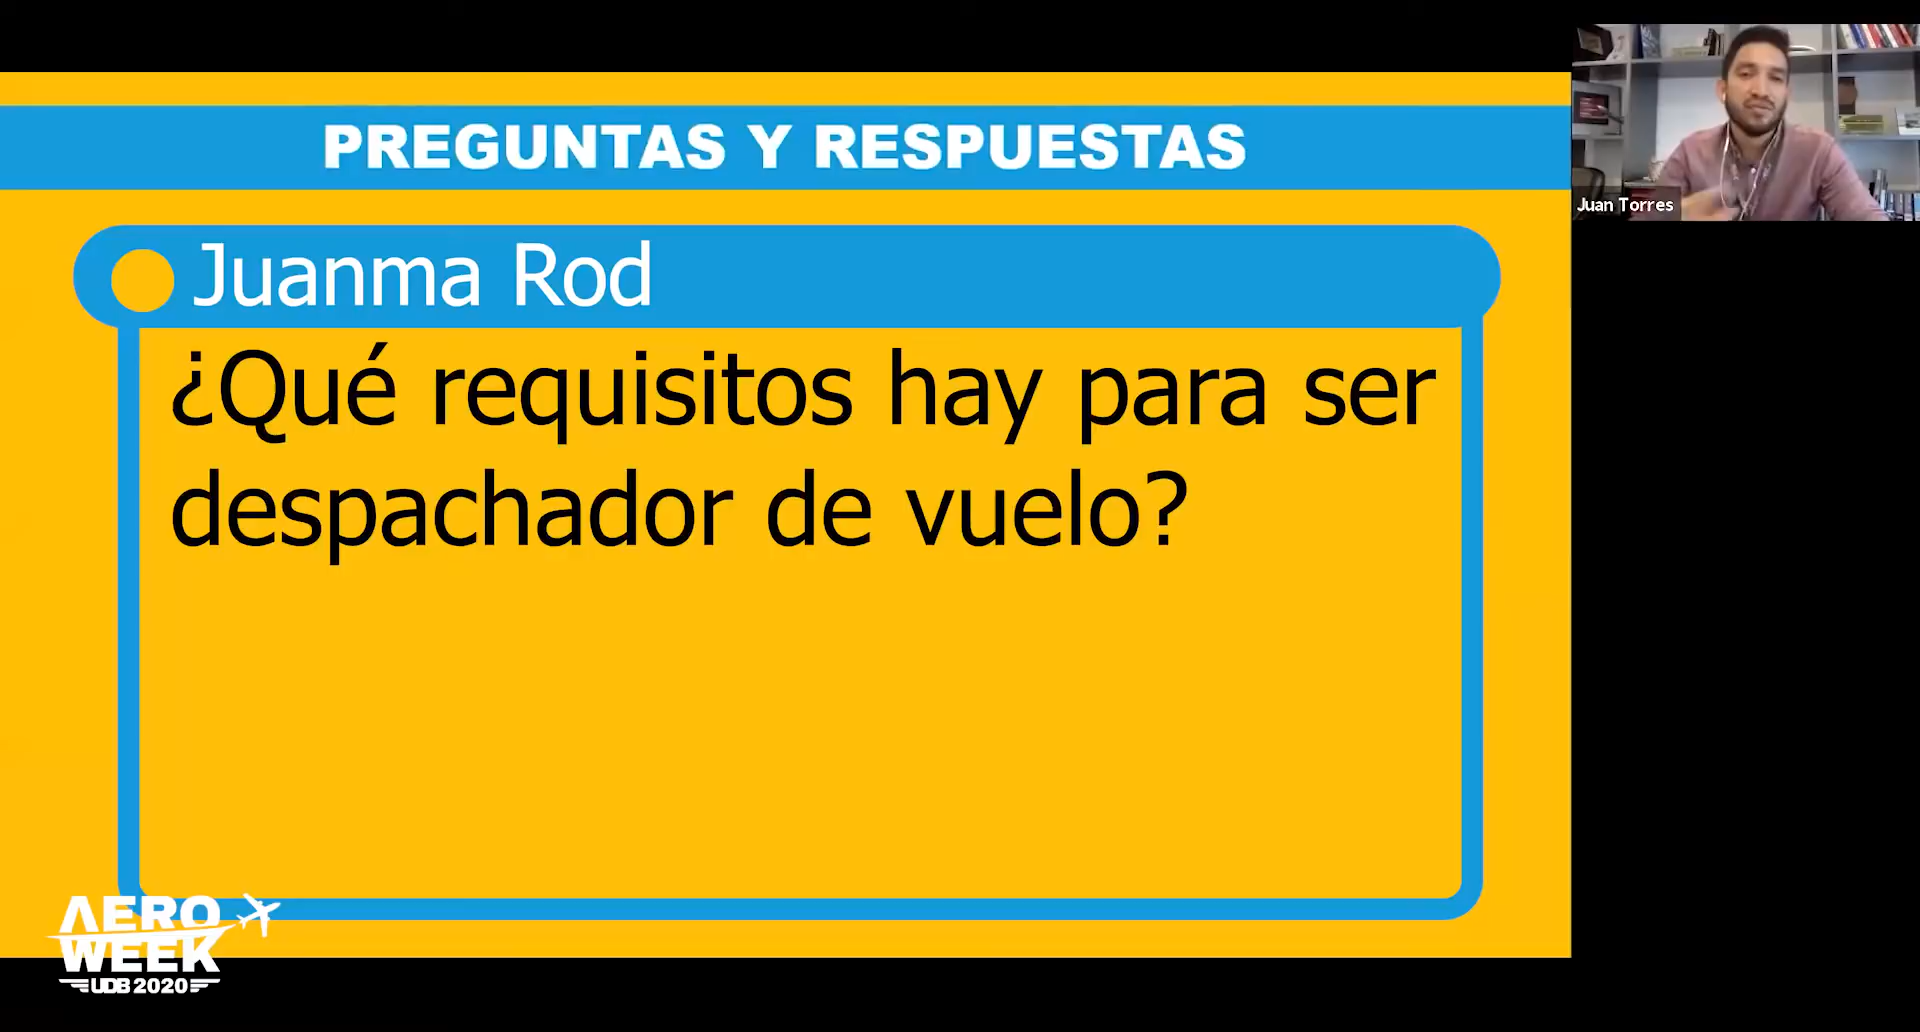 PREGUNTAS Y RESPUESTAS
Juan Torres
Juanma Rod
¿Qué requisitos hay para ser
despachador de vuelo?
AERO
WEEK
UDB 2020